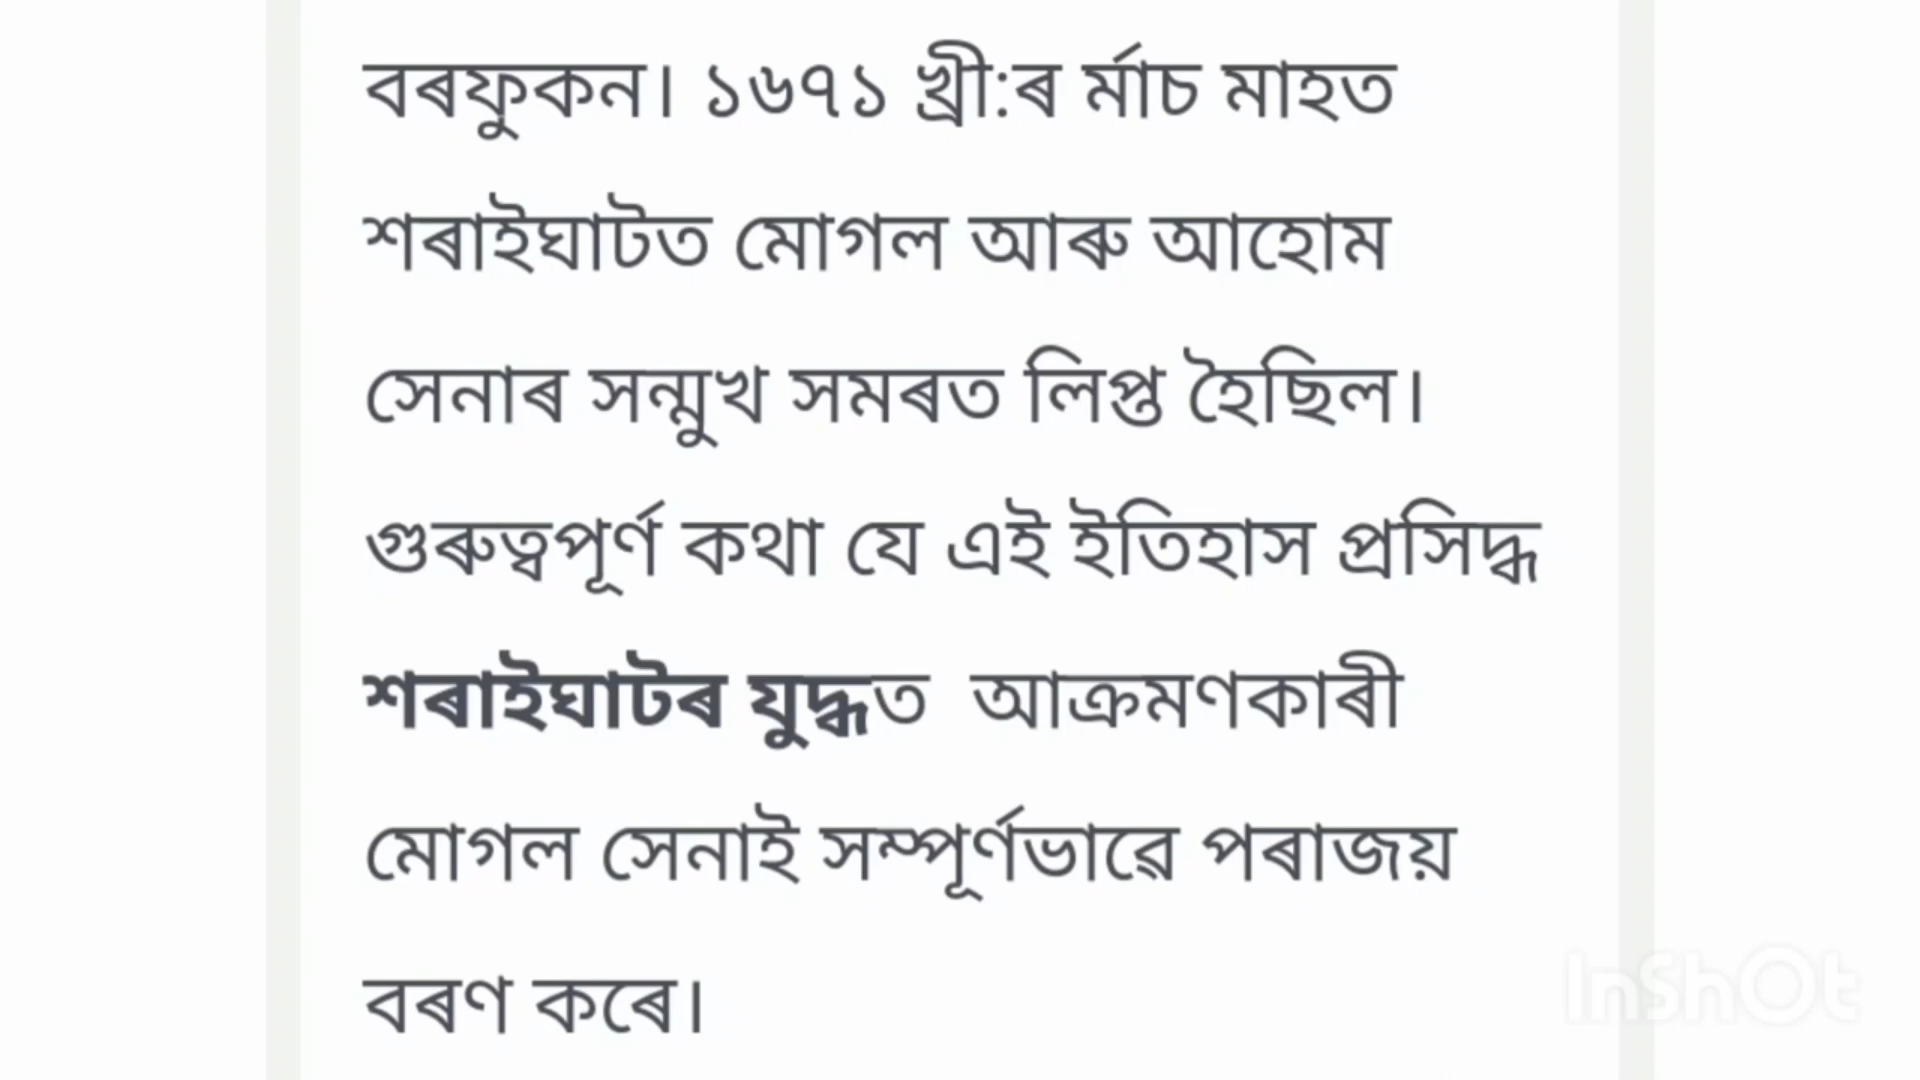 বৰফুকন। ১৬৭১ খ্ৰী:ৰ ৰ্মাচ মাহত
শৰাইঘাটত মোগল আৰু আহোম
সেনাৰ সন্মুখ সমৰত লিপ্ত হৈছিল।
গুৰুত্বপূৰ্ণ কথা যে এই ইতিহাস প্ৰসিদ্ধ
শৰাইঘাটৰ যুদ্ধত আক্ৰমণকাৰী
মোগল সেনাই সম্পূৰ্ণভাৱে পৰাজয়
বৰণ কৰে।
InShOt